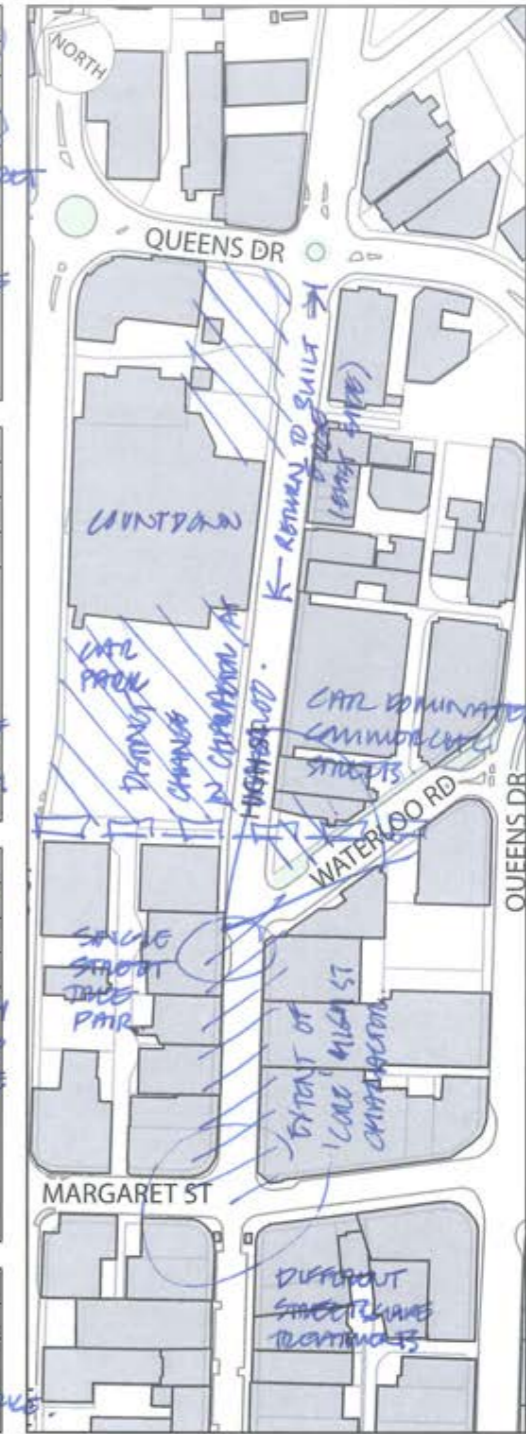 NORTH
QUEENS DR
K— RETURN TO BUILT →
EDGE
(EAST SIDE)
COUNTDOWN
CAR
PARK
DISTINCT
CHANGE
IN CHARACTER AT
HIGH ST
CAR DOMINATED
COMMERCIAL
STREETS
WATERLOO RD
QUEENS DR
SINGLE
STREET
TREE
PAIR
EXTENT OF
'CORE' HIGH ST
CHARACTER
MARGARET ST
DIFFERENT
STREETSCAPE
TREATMENTS